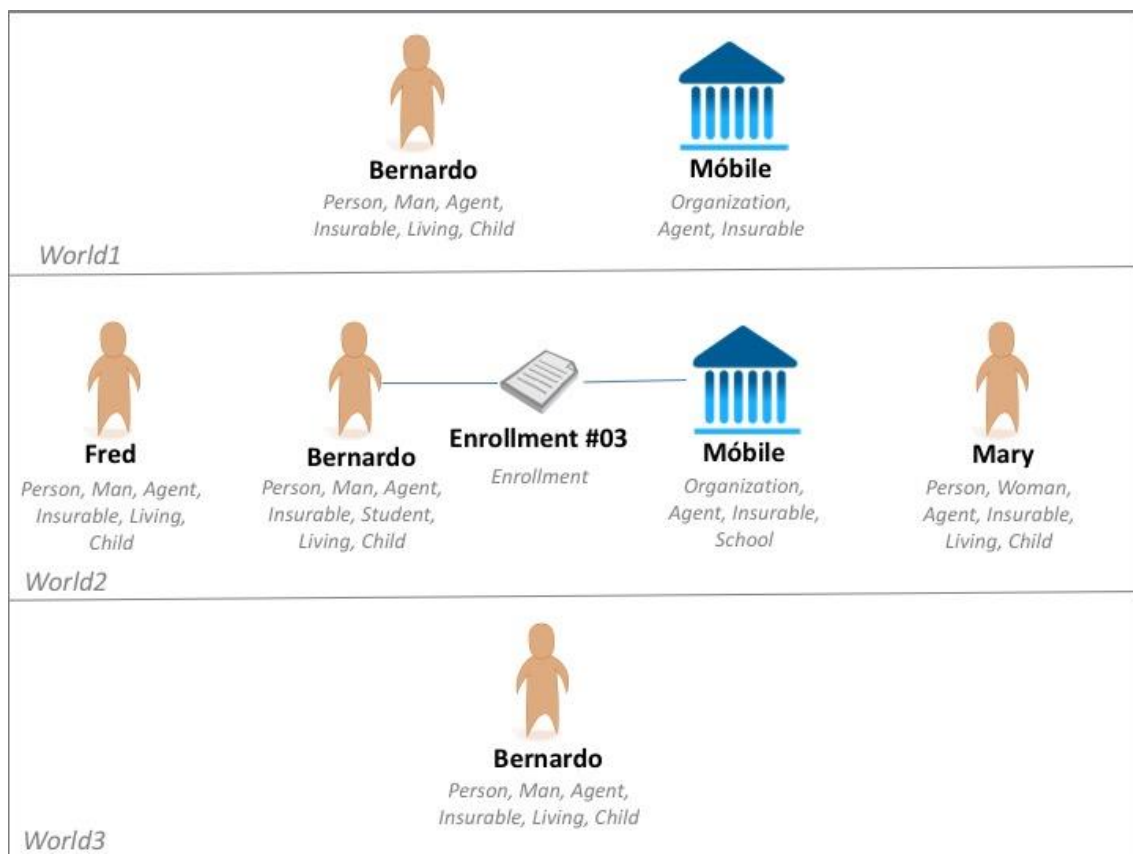 Bernardo
Person, Man, Agent,
Insurable, Living, Child
Móbile
Organization,
Agent, Insurable
World1
Fred
Person, Man, Agent,
Insurable, Living,
Child
Bernardo
Person, Man, Agent,
Insurable, Student,
Living, Child
Enrollment #03
Enrollment
Móbile
Organization,
Agent, Insurable,
School
Mary
Person, Woman,
Agent, Insurable,
Living, Child
World2
Bernardo
Person, Man, Agent,
Insurable, Living, Child
World3